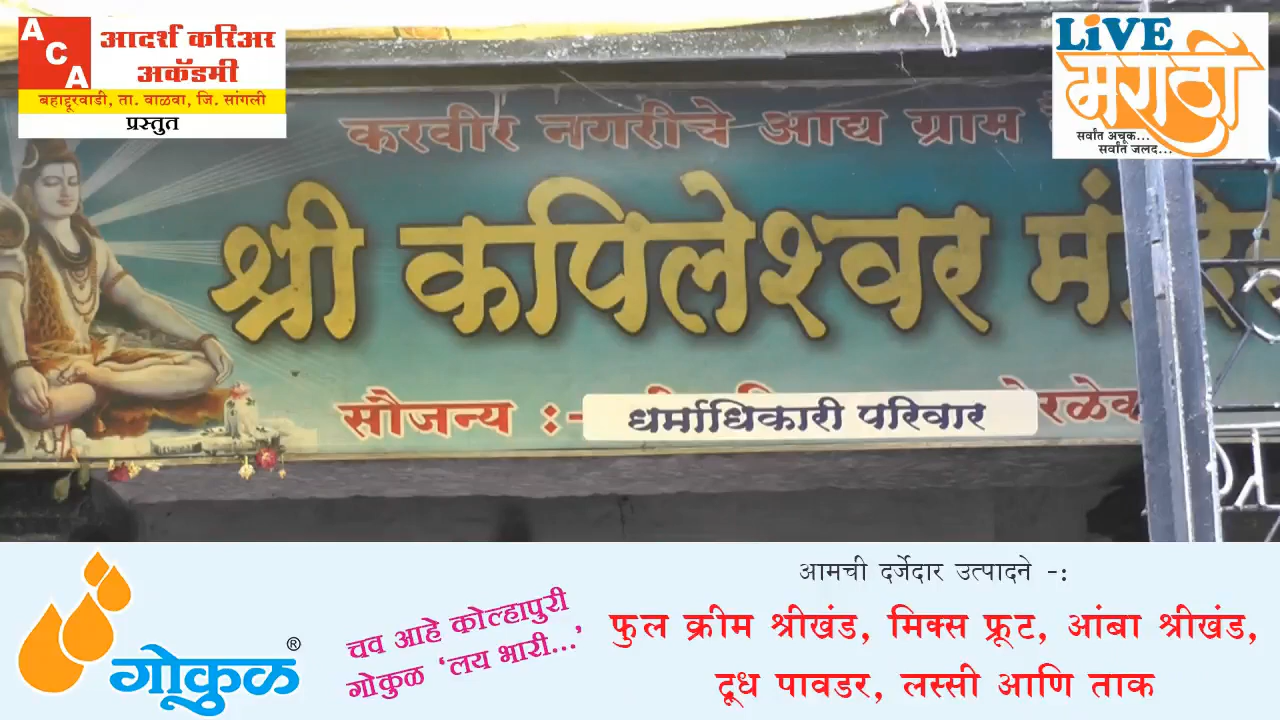 ACA
आदर्श करिअर
अकॅडमी
बहाद्दूरवाडी, ता. वाळवा, जि. सांगली
प्रस्तुत
LiVE
मराठी
सर्वांत अचूक...
सर्वांत जलद...
करवीर नगरीचे आद्य ग्राम
श्री कपिलेश्वर मंदिर
सौजन्य :- धर्माधिकारी परिवार
गोकुळ ®
चव आहे कोल्हापुरी
गोकुळ ‘लय भारी...’
आमची दर्जेदार उत्पादने -:
फुल क्रीम श्रीखंड, मिक्स फ्रूट, आंबा श्रीखंड,
दूध पावडर, लस्सी आणि ताक